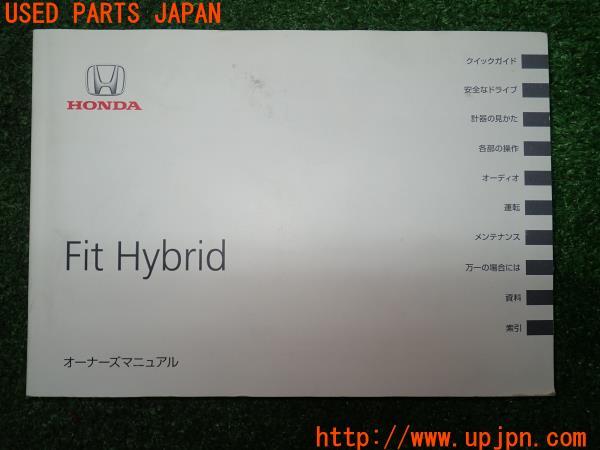 USED PARTS JAPAN
HONDA
クイックガイド
安全なドライブ
計器の見かた
各部の操作
オーディオ
運転
メンテナンス
万一の場合には
資料
索引
Fit Hybrid
オーナーズマニュアル
http://www.upjpn.com/